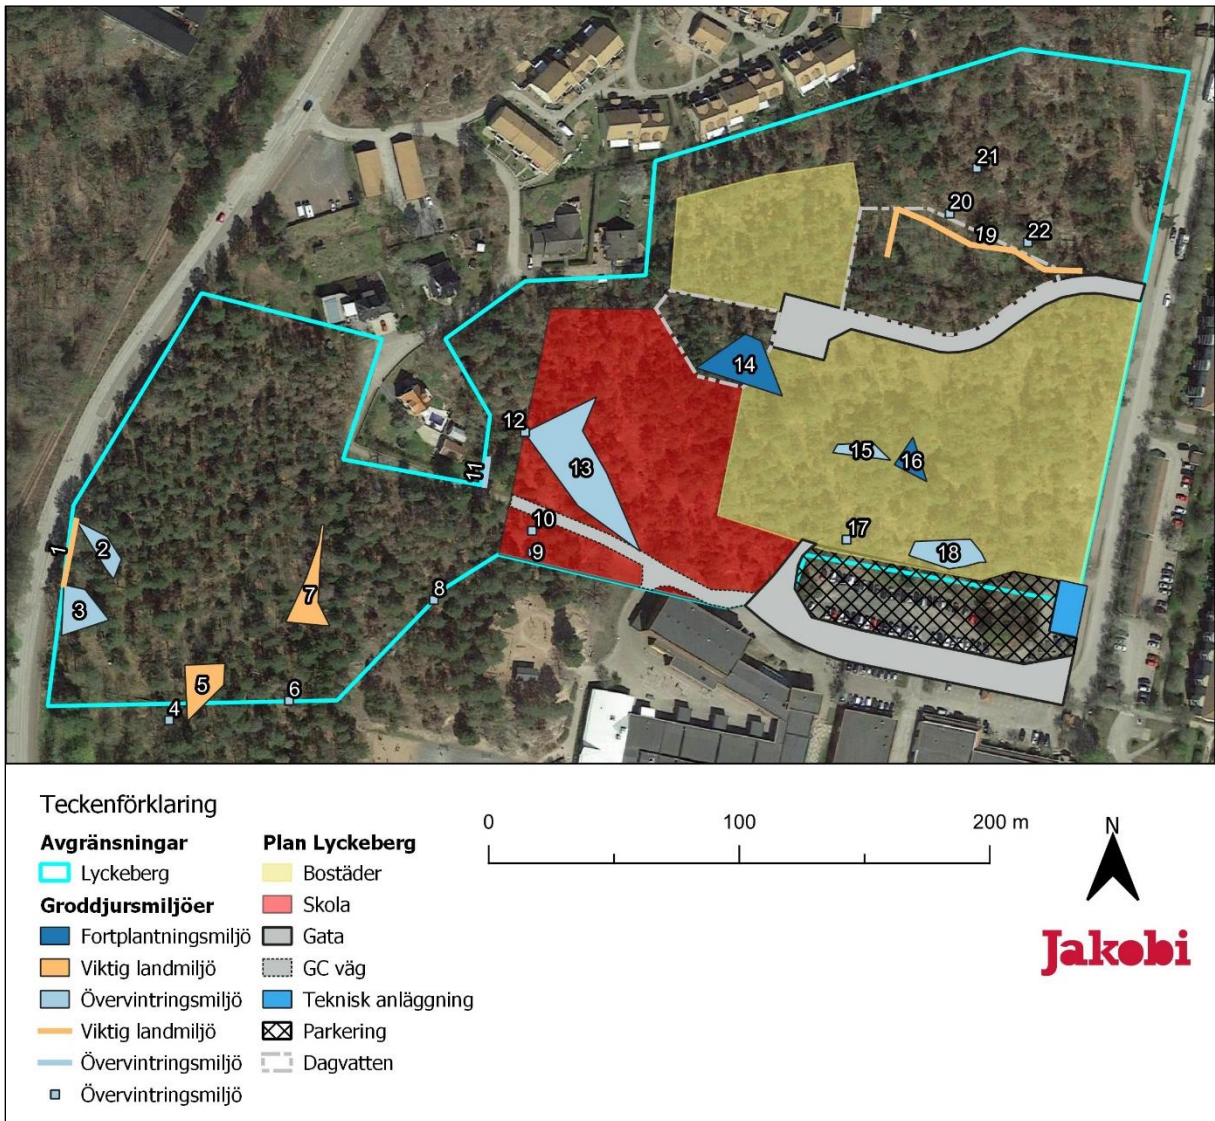 21
20
19
22
14
12
13
15
16
11
10
17
1
2
9
18
3
7
8
5
6
4
Teckenförklaring
Avgränsningar
Lyckeberg
Groddjursmiljöer
Fortplantningsmiljö
Viktig landmiljö
Övervintringsmiljö
Viktig landmiljö
Övervintringsmiljö
Övervintringsmiljö
Plan Lyckeberg
Bostäder
Skola
Gata
GC väg
Teknisk anläggning
Parkering
Dagvatten
0 100 200 m
N
Jakobi